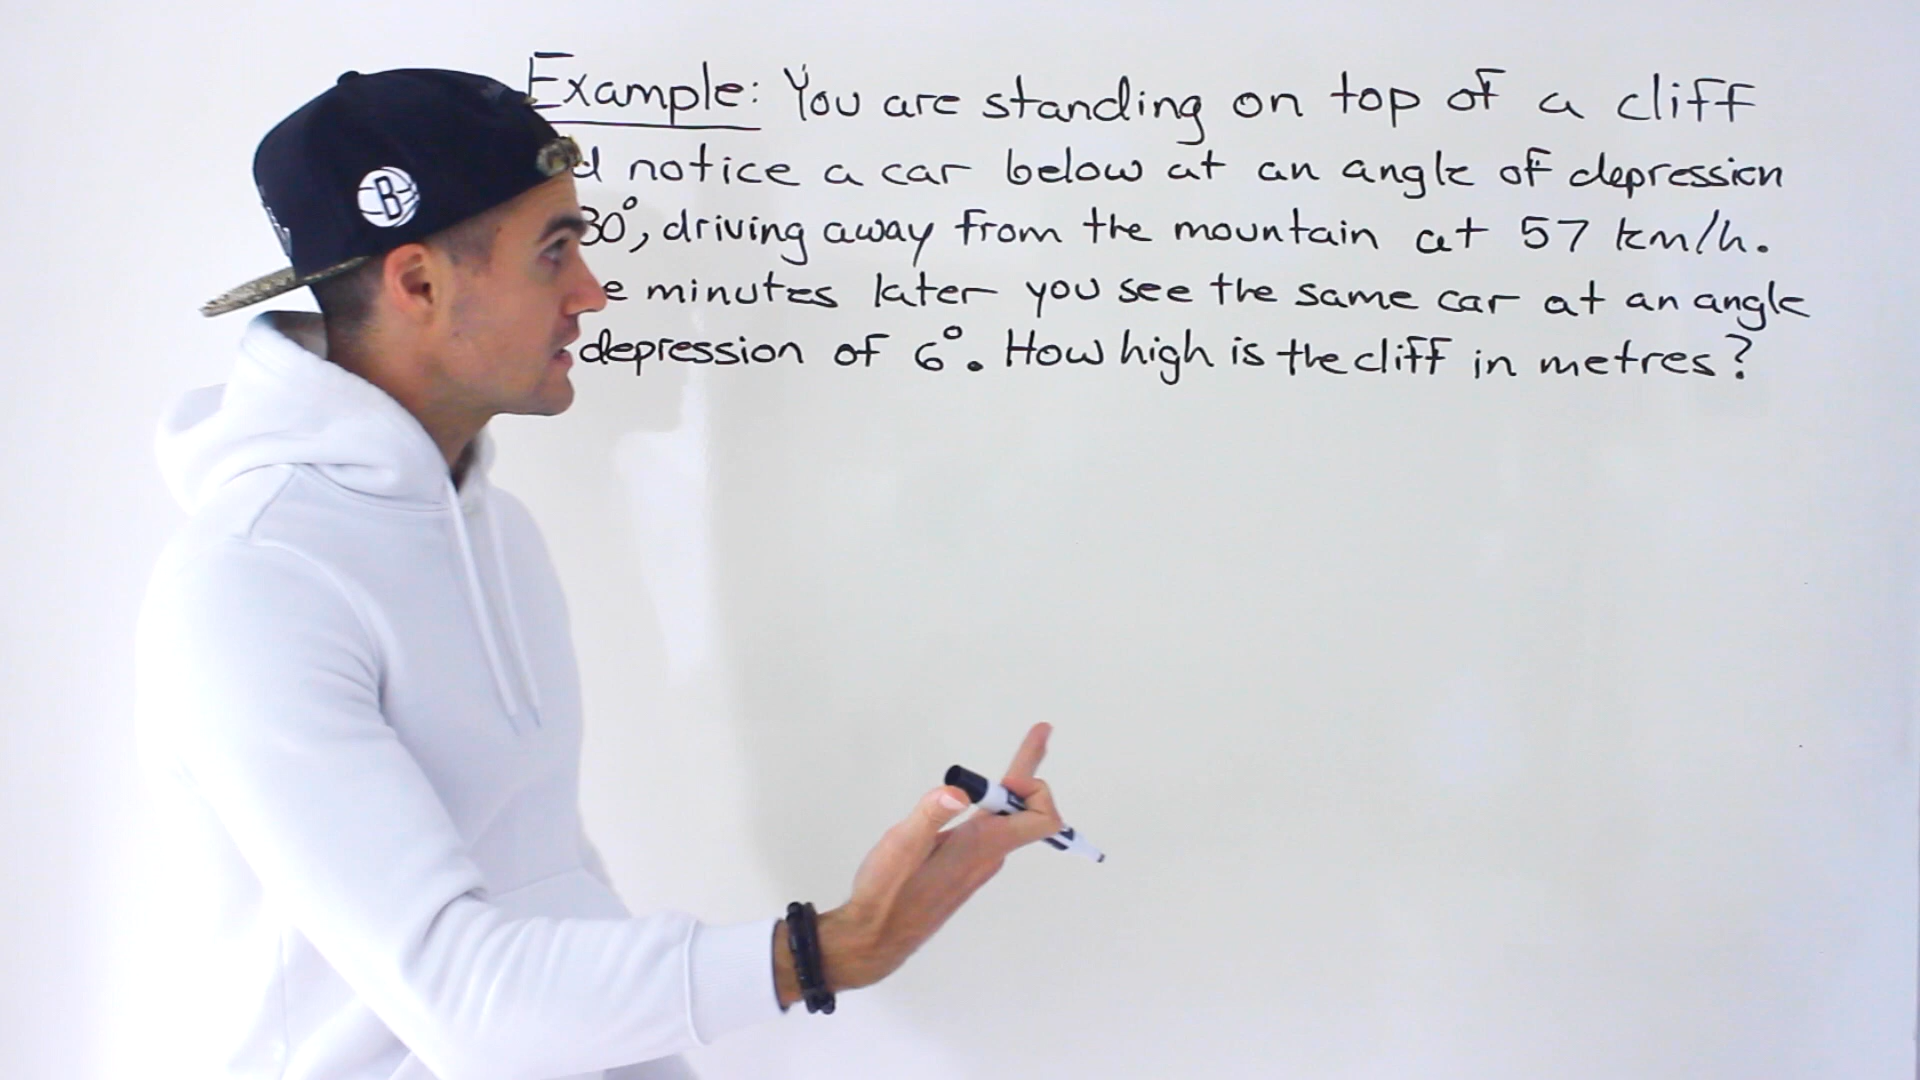 Example: You are standing on top of a cliff
notice a car below at an angle of depression
30°, driving away from the mountain at 57 km/h.
minutes later you see the same car at an angle
depression of 6°. How high is the cliff in metres?
B